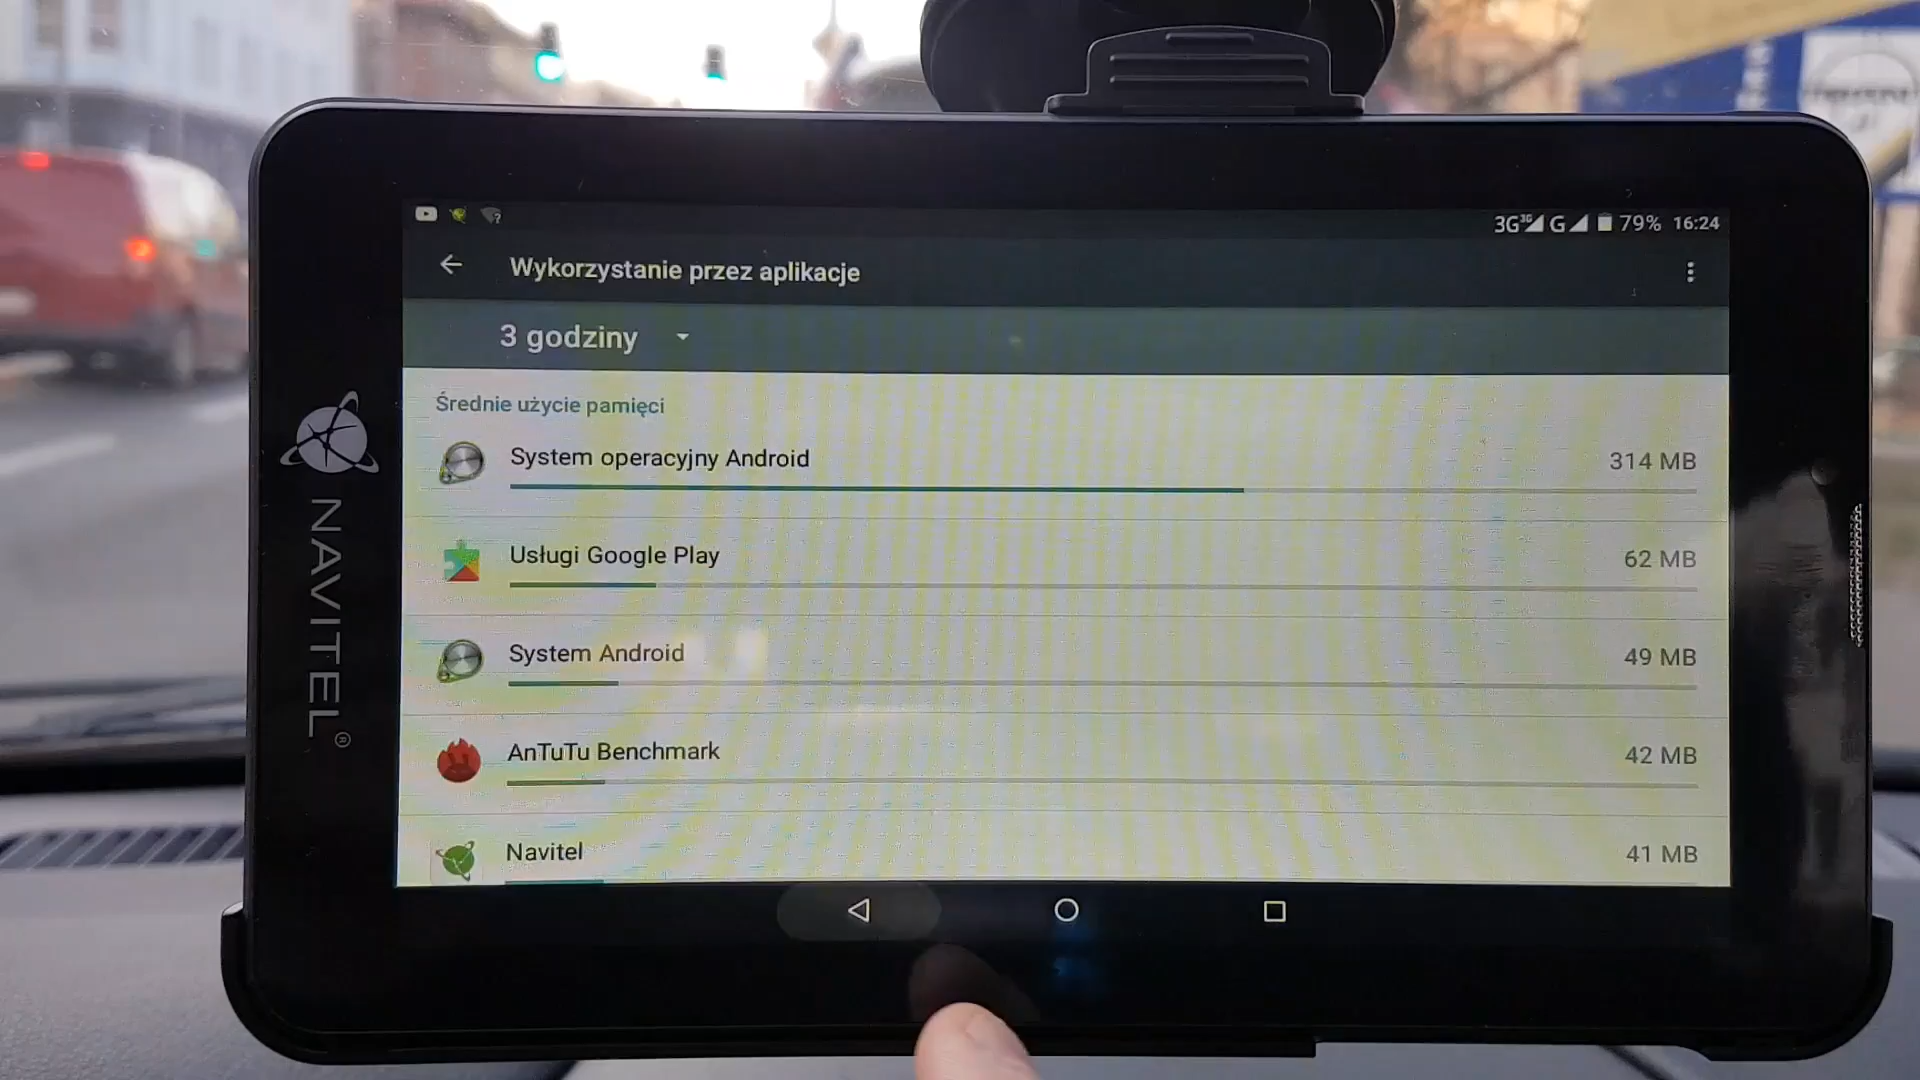 3G 3G G 79% 16:24
Wykorzystanie przez aplikacje
3 godziny
Średnie użycie pamięci
System operacyjny Android 314 MB
Usługi Google Play 62 MB
System Android 49 MB
AnTuTu Benchmark 42 MB
Navitel 41 MB
NAVITEL®